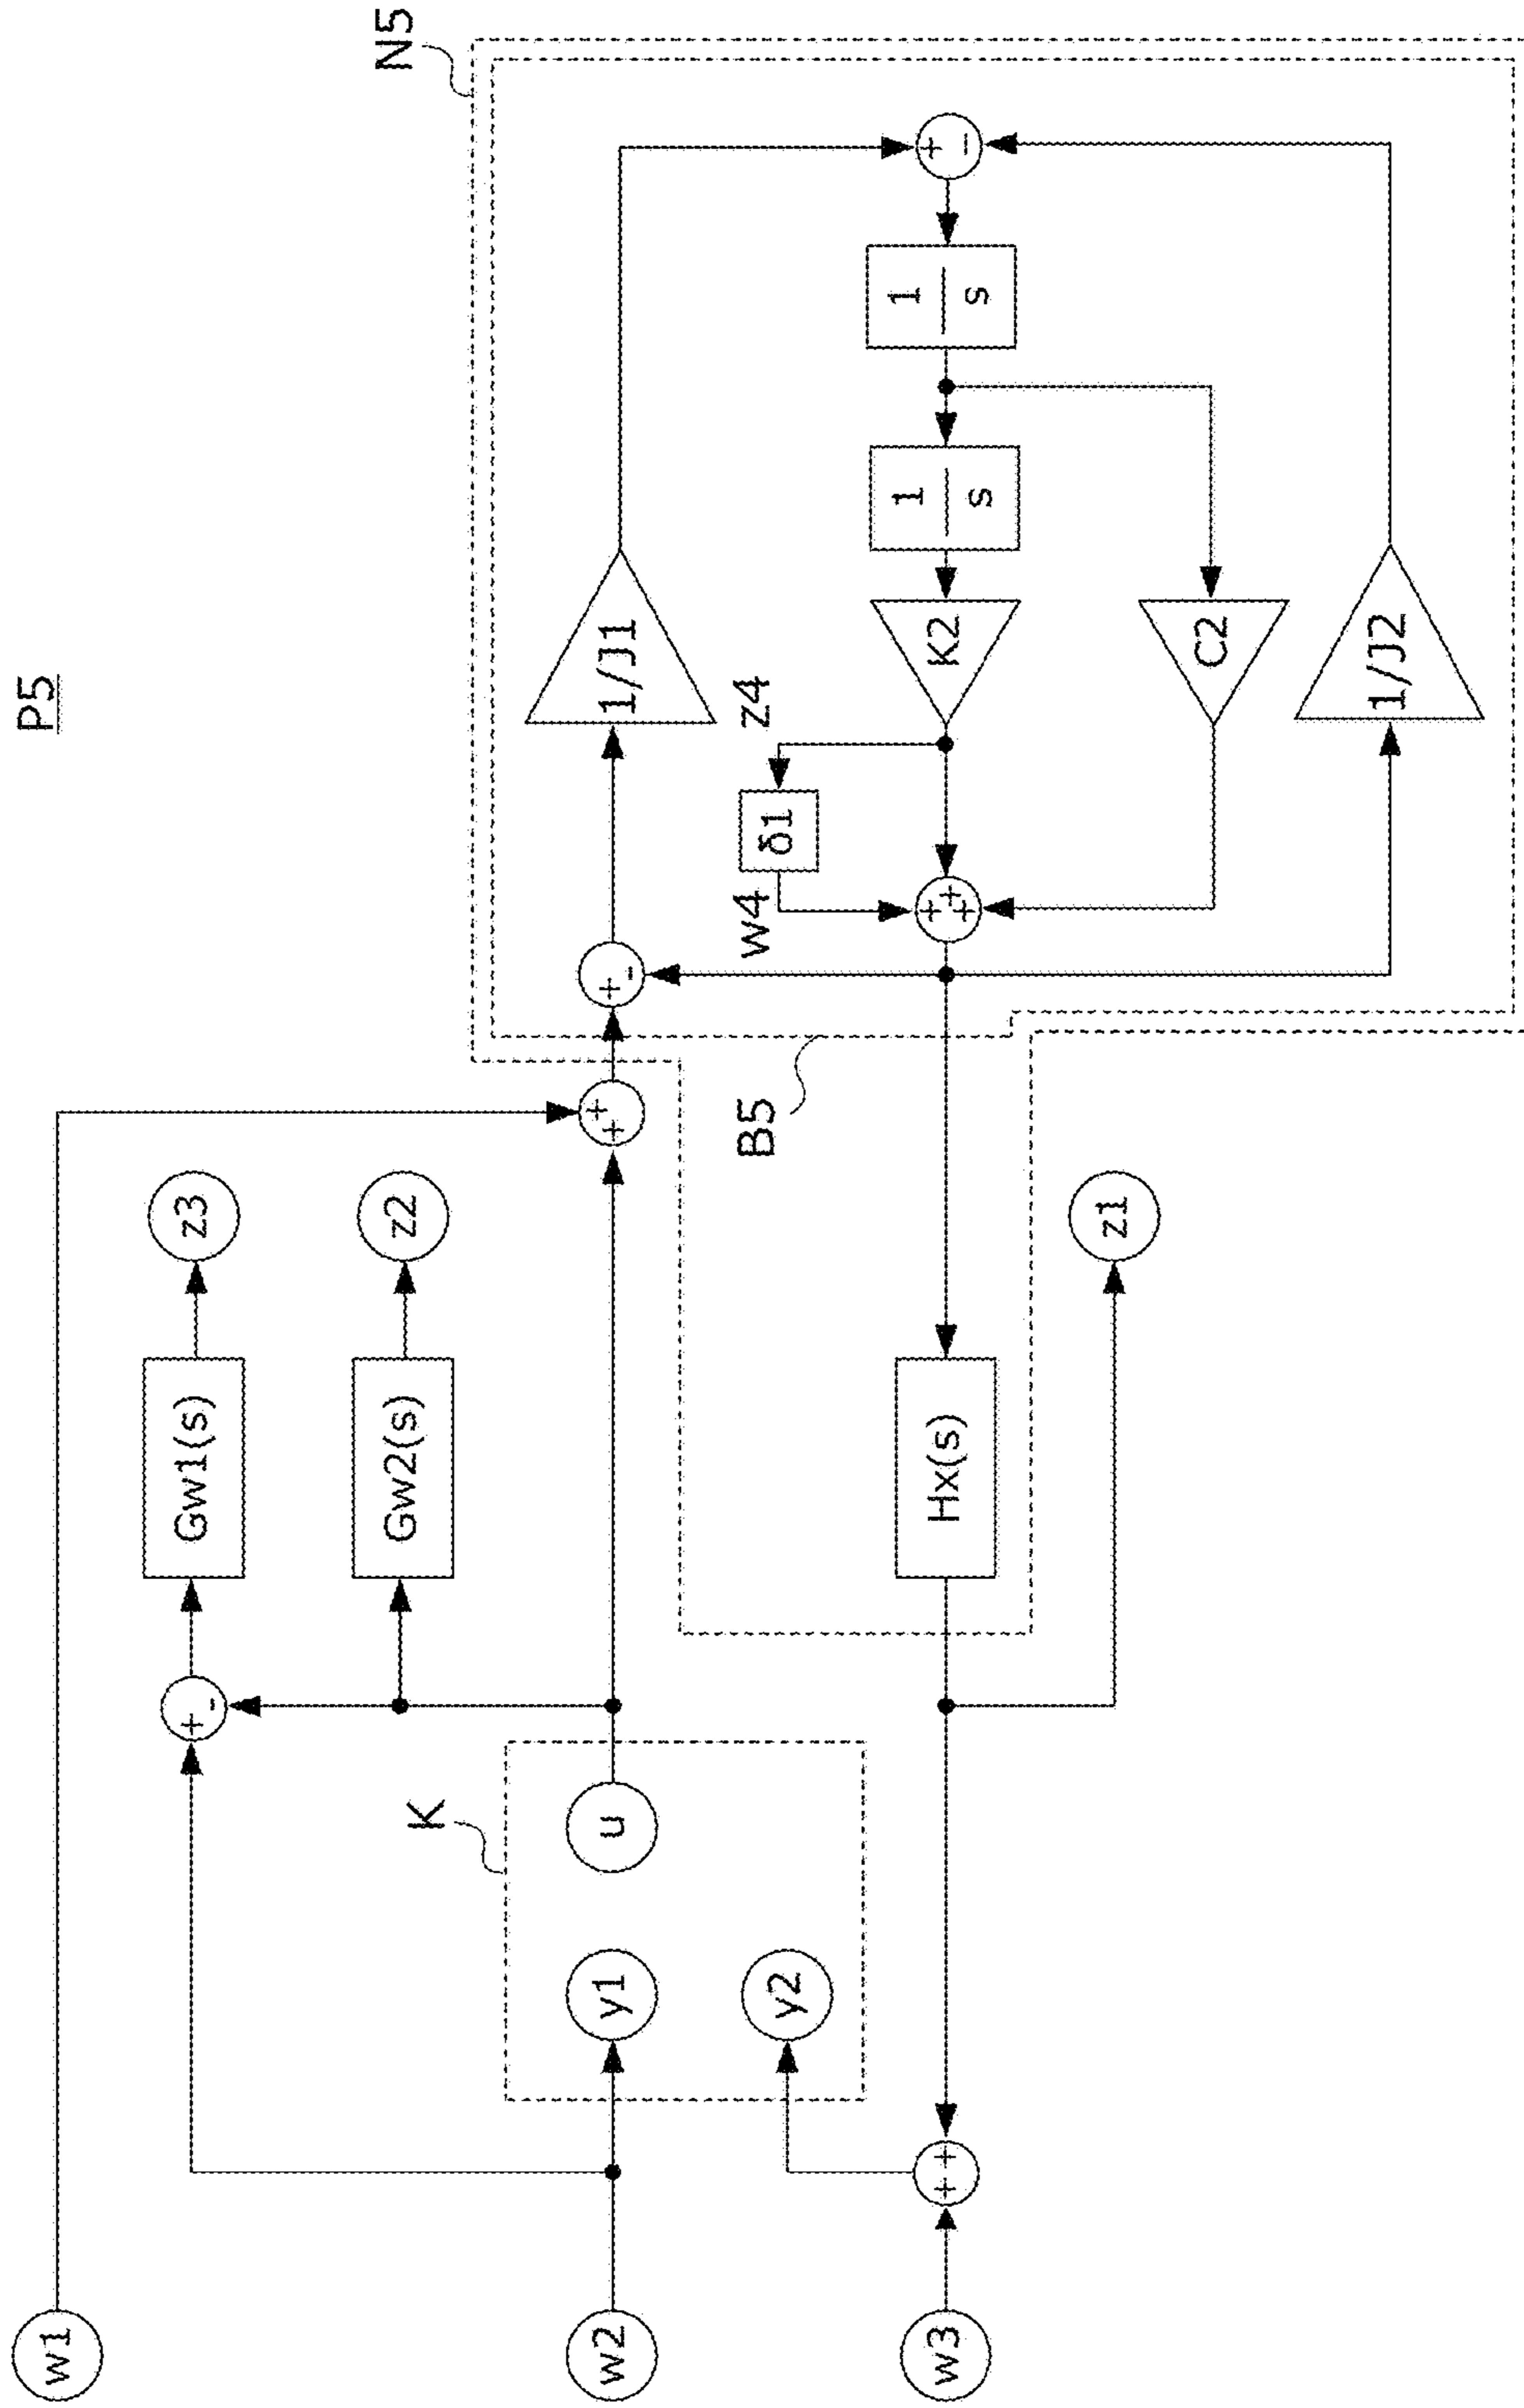 P5
N5
w1
z3
Gw1(s)
+
-
z2
Gw2(s)
K
w2
y1
u
+
+
+
-
1/J1
+
-
1
s
1
s
K2
z4
δ1
w4
+
+
+
C2
1/J2
B5
y2
Hx(s)
w3
+
+
z1